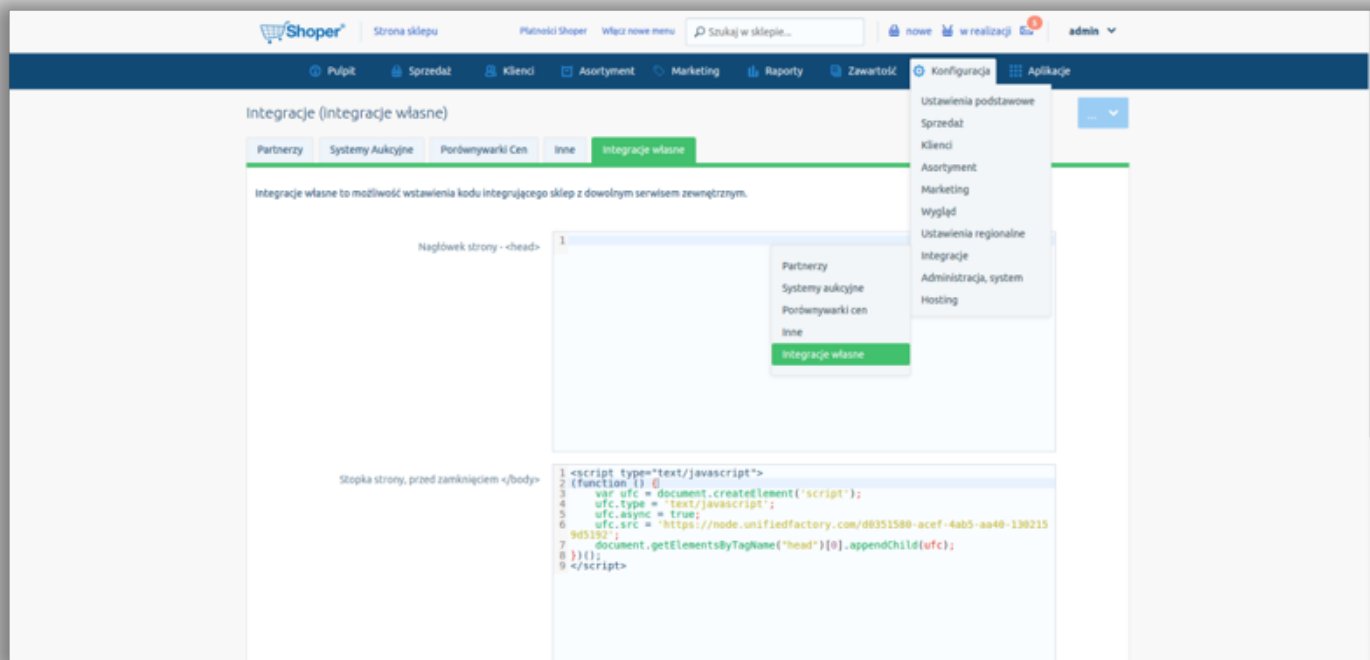 Shoper®
Strona sklepu
Płatności Shoper
Włącz nowe menu
Szukaj w sklepie...
nowe
w realizacji
admin
Pulpit
Sprzedaż
Klienci
Asortyment
Marketing
Raporty
Zawartość
Konfiguracja
Aplikacje
Integracje (integracje własne)
...
Partnerzy
Systemy Aukcyjne
Porównywarki Cen
Inne
Integracje własne
Integracje własne to możliwość wstawienia kodu integrującego sklep z dowolnym serwisem zewnętrznym.
Ustawienia podstawowe
Sprzedaż
Klienci
Asortyment
Marketing
Wygląd
Ustawienia regionalne
Integracje
Administracja, system
Hosting
Nagłówek strony - <head>
1
Partnerzy
Systemy aukcyjne
Porównywarki cen
Inne
Integracje własne
Stopka strony, przed zamknięciem </body>
1 <script type="text/javascript">
2 (function () {
3 var ufc = document.createElement('script');
4 ufc.type = 'text/javascript';
5 ufc.async = true;
6 ufc.src = 'https://node.unifiedfactory.com/d0351580-acef-4ab5-aa40-130215
9d5192';
7 document.getElementsByTagName("head")[0].appendChild(ufc);
8 })();
9 </script>